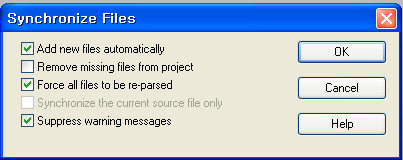 Synchronize Files
Add new files automatically
OK
Remove missing files from project
Force all files to be re-parsed
Cancel
Synchronize the current source file only
Suppress warning messages
Help